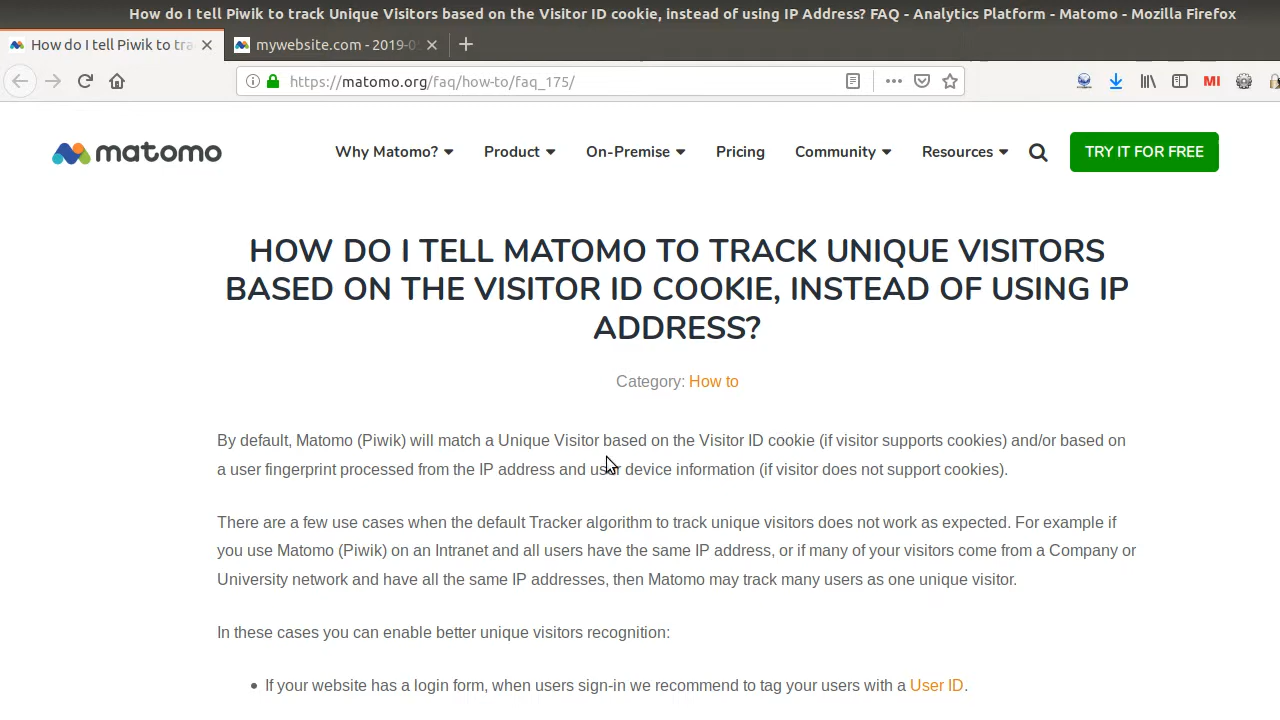 How do I tell Piwik to track Unique Visitors based on the Visitor ID cookie, instead of using IP Address? FAQ - Analytics Platform - Matomo - Mozilla Firefox
How do I tell Piwik to tra
mywebsite.com - 2019-0
https://matomo.org/faq/how-to/faq_175/
MI
matomo
Why Matomo?
Product
On-Premise
Pricing
Community
Resources
TRY IT FOR FREE
HOW DO I TELL MATOMO TO TRACK UNIQUE VISITORS
BASED ON THE VISITOR ID COOKIE, INSTEAD OF USING IP
ADDRESS?
Category: How to
By default, Matomo (Piwik) will match a Unique Visitor based on the Visitor ID cookie (if visitor supports cookies) and/or based on
a user fingerprint processed from the IP address and user device information (if visitor does not support cookies).
There are a few use cases when the default Tracker algorithm to track unique visitors does not work as expected. For example if
you use Matomo (Piwik) on an Intranet and all users have the same IP address, or if many of your visitors come from a Company or
University network and have all the same IP addresses, then Matomo may track many users as one unique visitor.
In these cases you can enable better unique visitors recognition:
• If your website has a login form, when users sign-in we recommend to tag your users with a User ID.